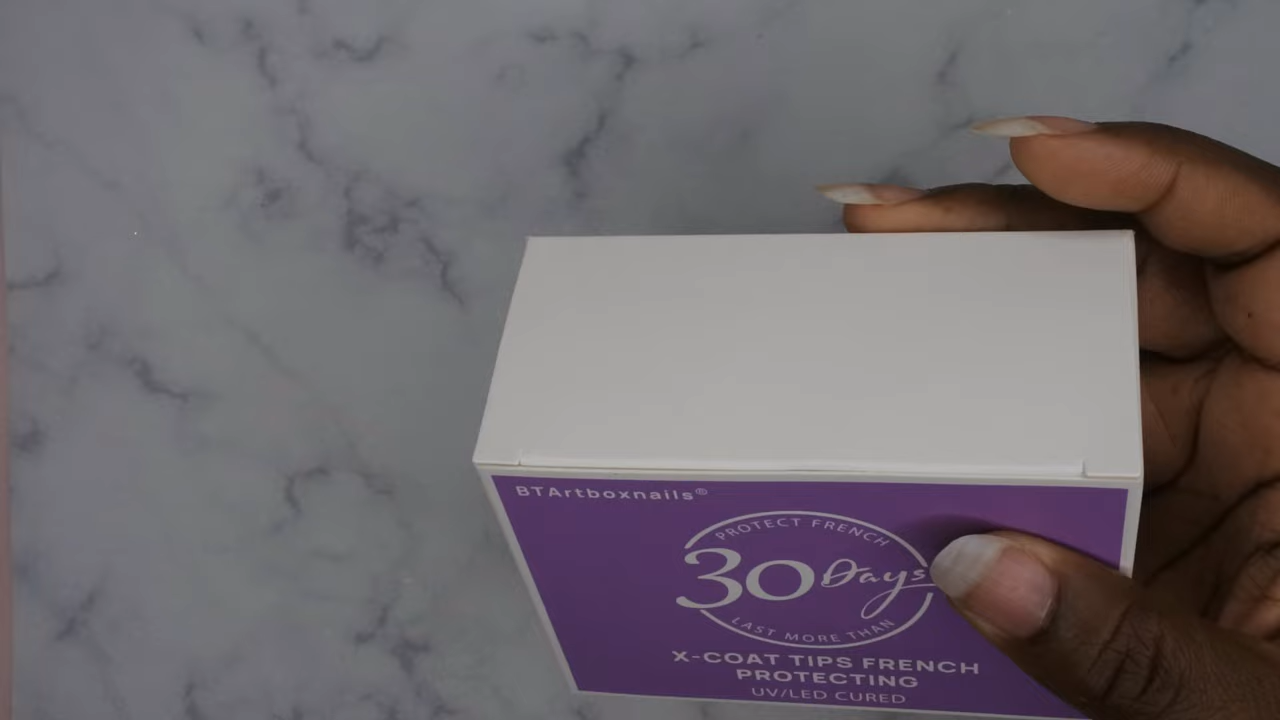 BTArtboxnails®
PROTECT FRENCH
30 Days
LAST MORE THAN
X-COAT TIPS FRENCH
PROTECTING
UV/LED CURED